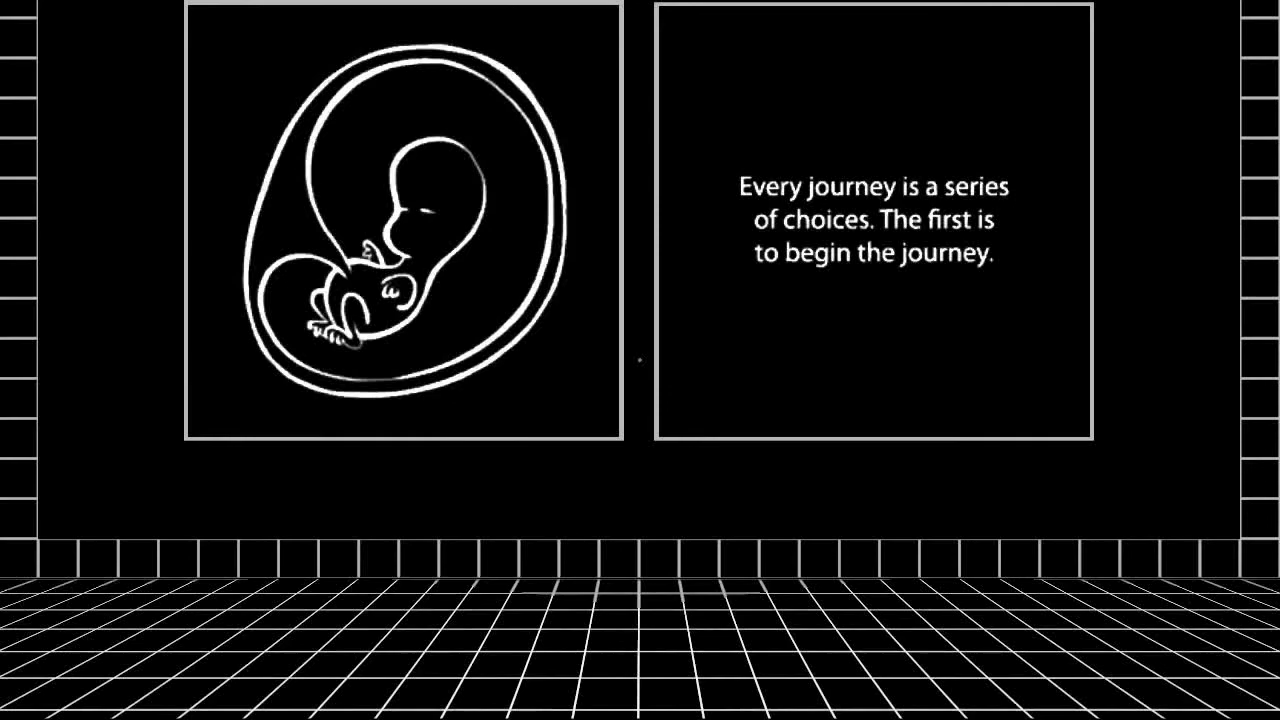 Every journey is a series
of choices. The first is
to begin the journey.